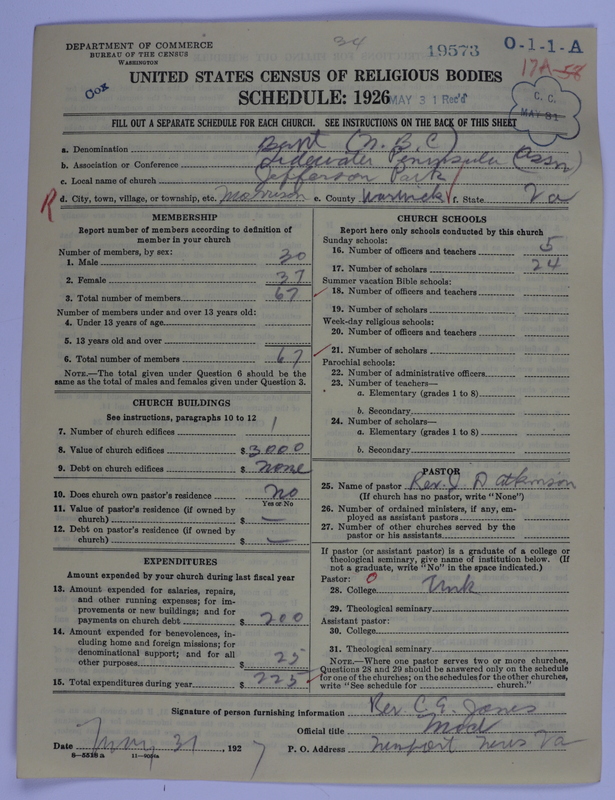 DEPARTMENT OF COMMERCE
BUREAU OF THE CENSUS
WASHINGTON
34
19573
0-1-1-A
17A-58
Cox
UNITED STATES CENSUS OF RELIGIOUS BODIES
SCHEDULE: 1926
MAY 31 Rec'd
C. C.
MAY 31
FILL OUT A SEPARATE SCHEDULE FOR EACH CHURCH. SEE INSTRUCTIONS ON THE BACK OF THIS SHEET
a. Denomination Bapt (N.B.C)
b. Association or Conference Tidewater Peninsula (Assn)
c. Local name of church Jefferson Park
R d. City, town, village, or township, etc. Morrison e. County Warwick f. State Va
MEMBERSHIP
Report number of members according to definition of member in your church
Number of members, by sex:
1. Male 30
2. Female 37
3. Total number of members 67
Number of members under and over 13 years old:
4. Under 13 years of age
5. 13 years old and over
6. Total number of members 67
NOTE.—The total given under Question 6 should be the same as the total of males and females given under Question 3.
CHURCH BUILDINGS
See instructions, paragraphs 10 to 12
7. Number of church edifices 1
8. Value of church edifices $ 3000
9. Debt on church edifices $ none
10. Does church own pastor's residence no
Yes or No
11. Value of pastor's residence (if owned by church) $ —
12. Debt on pastor's residence (if owned by church) $ —
EXPENDITURES
Amount expended by your church during last fiscal year
13. Amount expended for salaries, repairs, and other running expenses; for improvements or new buildings; and for payments on church debt $ 200
14. Amount expended for benevolences, including home and foreign missions; for denominational support; and for all other purposes $ 25
15. Total expenditures during year $ 225
CHURCH SCHOOLS
Report here only schools conducted by this church
Sunday schools:
16. Number of officers and teachers 5
17. Number of scholars 24
Summer vacation Bible schools:
18. Number of officers and teachers
19. Number of scholars
Week-day religious schools:
20. Number of officers and teachers
21. Number of scholars
Parochial schools:
22. Number of administrative officers
23. Number of teachers—
a. Elementary (grades 1 to 8)
b. Secondary
24. Number of scholars—
a. Elementary (grades 1 to 8)
b. Secondary
PASTOR
25. Name of pastor Rev. J. D Atkinson
(If church has no pastor, write "None")
26. Number of ordained ministers, if any, employed as assistant pastors
27. Number of other churches served by the pastor or his assistants
If pastor (or assistant pastor) is a graduate of a college or theological seminary, give name of institution below. (If not a graduate, write "No" in the space indicated.)
Pastor: 0
28. College Unk
29. Theological seminary
Assistant pastor:
30. College
31. Theological seminary
NOTE.—Where one pastor serves two or more churches, Questions 28 and 29 should be answered only on the schedule for one of the churches; on the schedules for the other churches, write "See schedule for church."
Signature of person furnishing information Rev. C. E. Jones
Official title Mod
Date May 31, 1927 P. O. Address Newport News Va
8—5518 a